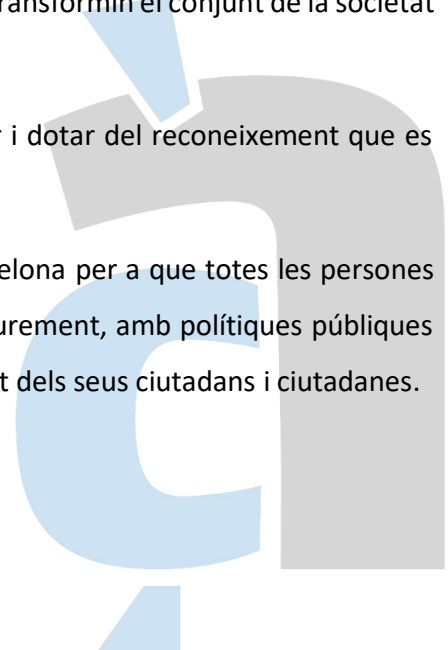 transformin el conjunt de la societat
i dotar del reconeixement que es
elona per a que totes les persones
urement, amb polítiques públiques
t dels seus ciutadans i ciutadanes.